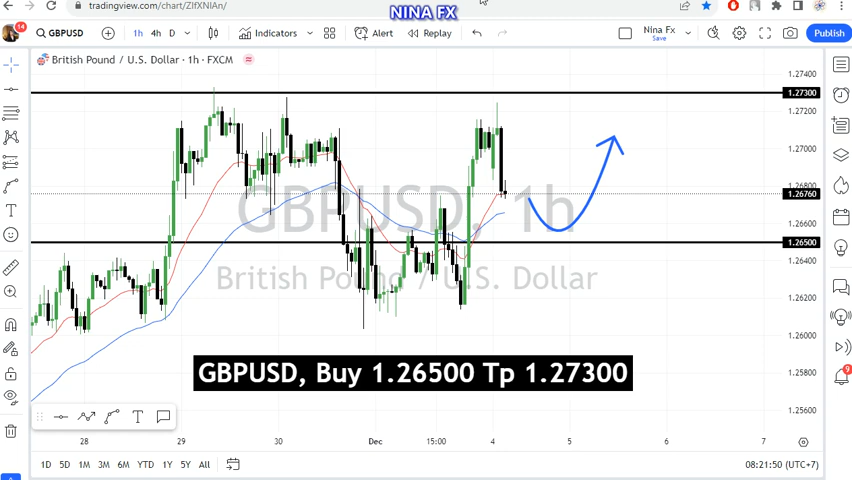 tradingview.com/chart/ZIfXNIAn/
NINA FX
14
GBPUSD
1h
4h
D
Indicators
Alert
Replay
Nina Fx
Save
Publish
British Pound / U.S. Dollar · 1h · FXCM
GBPUSD, 1h
British Pound / U.S. Dollar
1.27400
1.27300
1.27200
1.27000
1.26800
1.26760
1.26600
1.26500
1.26400
1.26200
1.26000
1.25800
1.25600
GBPUSD, Buy 1.26500 Tp 1.27300
28
29
30
Dec
15:00
4
5
6
7
1D 5D 1M 3M 6M YTD 1Y 5Y All
08:21:50 (UTC+7)
9